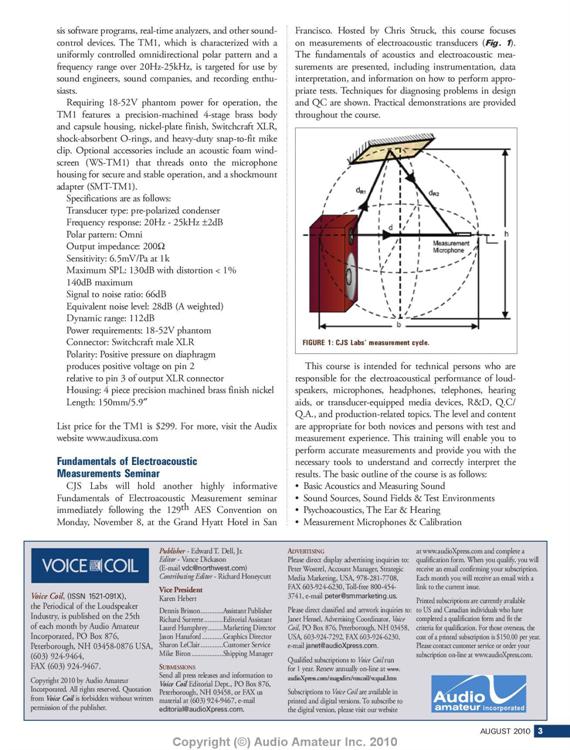 sis software programs, real-time analyzers, and other sound-
control devices. The TM1, which is characterized with a
uniformly controlled omnidirectional polar pattern and a
frequency range over 20Hz-25kHz, is targeted for use by
sound engineers, sound companies, and recording enthu-
siasts.
Requiring 18-52V phantom power for operation, the
TM1 features a precision-machined 4-stage brass body
and capsule housing, nickel-plate finish, Switchcraft XLR,
shock-absorbent O-rings, and heavy-duty snap-to-fit mike
clip. Optional accessories include an acoustic foam wind-
screen (WS-TM1) that threads onto the microphone
housing for secure and stable operation, and a shockmount
adapter (SMT-TM1).
Specifications are as follows:
Transducer type: pre-polarized condenser
Frequency response: 20Hz - 25kHz ±2dB
Polar pattern: Omni
Output impedance: 200Ω
Sensitivity: 6.5mV/Pa at 1k
Maximum SPL: 130dB with distortion < 1%
140dB maximum
Signal to noise ratio: 66dB
Equivalent noise level: 28dB (A weighted)
Dynamic range: 112dB
Power requirements: 18-52V phantom
Connector: Switchcraft male XLR
Polarity: Positive pressure on diaphragm
produces positive voltage on pin 2
relative to pin 3 of output XLR connector
Housing: 4 piece precision machined brass finish nickel
Length: 150mm/5.9″
List price for the TM1 is $299. For more, visit the Audix
website www.audixusa.com
Fundamentals of Electroacoustic
Measurements Seminar
CJS Labs will hold another highly informative
Fundamentals of Electroacoustic Measurement seminar
immediately following the 129th AES Convention on
Monday, November 8, at the Grand Hyatt Hotel in San
Francisco. Hosted by Chris Struck, this course focuses
on measurements of electroacoustic transducers (Fig. 1).
The fundamentals of acoustics and electroacoustic mea-
surements are presented, including instrumentation, data
interpretation, and information on how to perform appro-
priate tests. Techniques for diagnosing problems in design
and QC are shown. Practical demonstrations are provided
throughout the course.
dR1
dR2
d
h
Measurement
Microphone
b
FIGURE 1: CJS Labs' measurement cycle.
This course is intended for technical persons who are
responsible for the electroacoustical performance of loud-
speakers, microphones, headphones, telephones, hearing
aids, or transducer-equipped media devices, R&D, Q.C/
Q.A., and production-related topics. The level and content
are appropriate for both novices and persons with test and
measurement experience. This training will enable you to
perform accurate measurements and provide you with the
necessary tools to understand and correctly interpret the
results. The basic outline of the course is as follows:
• Basic Acoustics and Measuring Sound
• Sound Sources, Sound Fields & Test Environments
• Psychoacoustics, The Ear & Hearing
• Measurement Microphones & Calibration
VOICE COIL
Voice Coil, (ISSN 1521-091X),
the Periodical of the Loudspeaker
Industry, is published on the 25th
of each month by Audio Amateur
Incorporated, PO Box 876,
Peterborough, NH 03458-0876 USA,
(603) 924-9464,
FAX (603) 924-9467.
Copyright 2010 by Audio Amateur
Incorporated. All rights reserved. Quotation
from Voice Coil is forbidden without written
permission of the publisher.
Publisher - Edward T. Dell, Jr.
Editor - Vance Dickason
(E-mail vdc@northwest.com)
Contributing Editor - Richard Honeycutt
Vice President
Karen Hebert
Dennis Brisson............Assistant Publisher
Richard Surrette...........Editorial Assistant
Laurel Humphrey........Marketing Director
Jason Hanaford...........Graphics Director
Sharon LeClair............Customer Service
Mike Biron................Shipping Manager
SUBMISSIONS
Send all press releases and information to
Voice Coil Editorial Dept., PO Box 876,
Peterborough, NH 03458, or FAX us
material at (603) 924-9467, e-mail
editorial@audioXpress.com.
ADVERTISING
Please direct display advertising inquiries to:
Peter Wostrel, Account Manager, Strategic
Media Marketing, USA, 978-281-7708,
FAX 603-924-6230, Toll-free 800-454-
3741, e-mail peter@smmarketing.us.
Please direct classified and artwork inquiries to:
Janet Hensel, Advertising Coordinator, Voice
Coil, PO Box 876, Peterborough, NH 03458,
USA, 603-924-7292, FAX 603-924-6230,
e-mail janet@audioXpress.com.
Qualified subscriptions to Voice Coil run
for 1 year. Renew annually on-line at www.
audioXpress.com/magsdirx/voxcoil/vcqual.htm
Subscriptions to Voice Coil are available in
printed and digital versions. To subscribe to
the digital version, please visit our website
at www.audioXpress.com and complete a
qualification form. When you qualify, you will
receive an email confirming your subscription.
Each month you will receive an email with a
link to the current issue.
Printed subscriptions are currently available
to US and Canadian individuals who have
completed a qualification form and fit the
criteria for qualification. For those overseas, the
cost of a printed subscription is $150.00 per year.
Please contact customer service or order your
subscription on-line at www.audioXpress.com.
Audio
amateur incorporated
AUGUST 2010 3
Copyright (©) Audio Amateur Inc. 2010